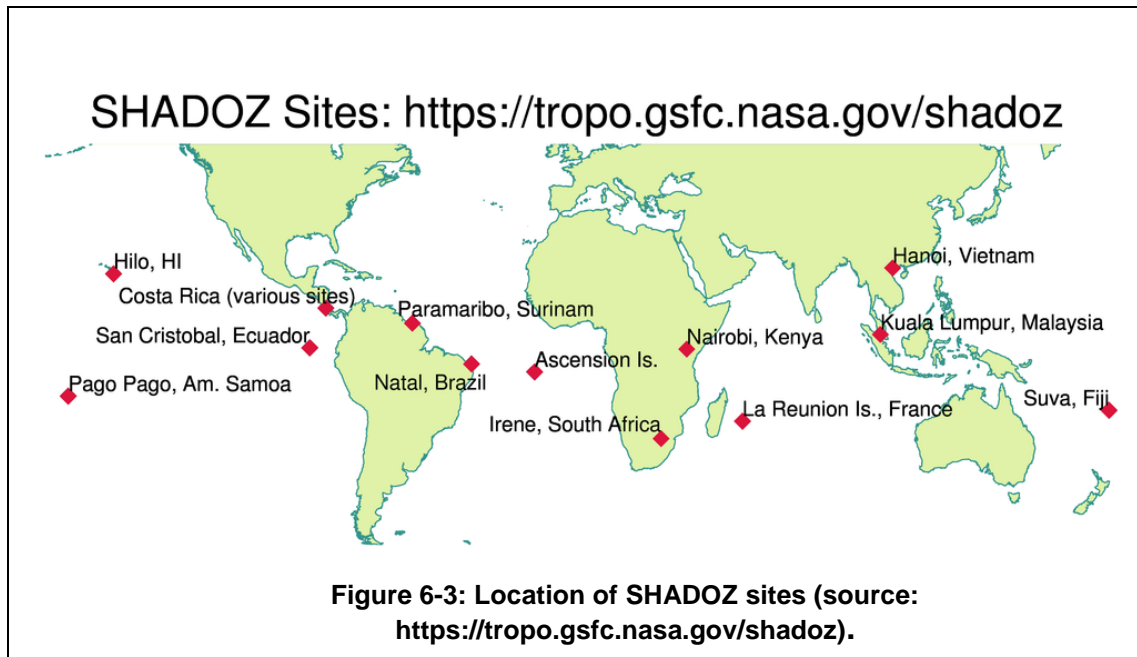 SHADOZ Sites: https://tropo.gsfc.nasa.gov/shadoz
Hilo, HI
Hanoi, Vietnam
Costa Rica (various sites)
Paramaribo, Surinam
San Cristobal, Ecuador
Nairobi, Kenya
Kuala Lumpur, Malaysia
Ascension Is.
Pago Pago, Am. Samoa
Natal, Brazil
Suva, Fiji
La Reunion Is., France
Irene, South Africa
Figure 6-3: Location of SHADOZ sites (source:
https://tropo.gsfc.nasa.gov/shadoz).